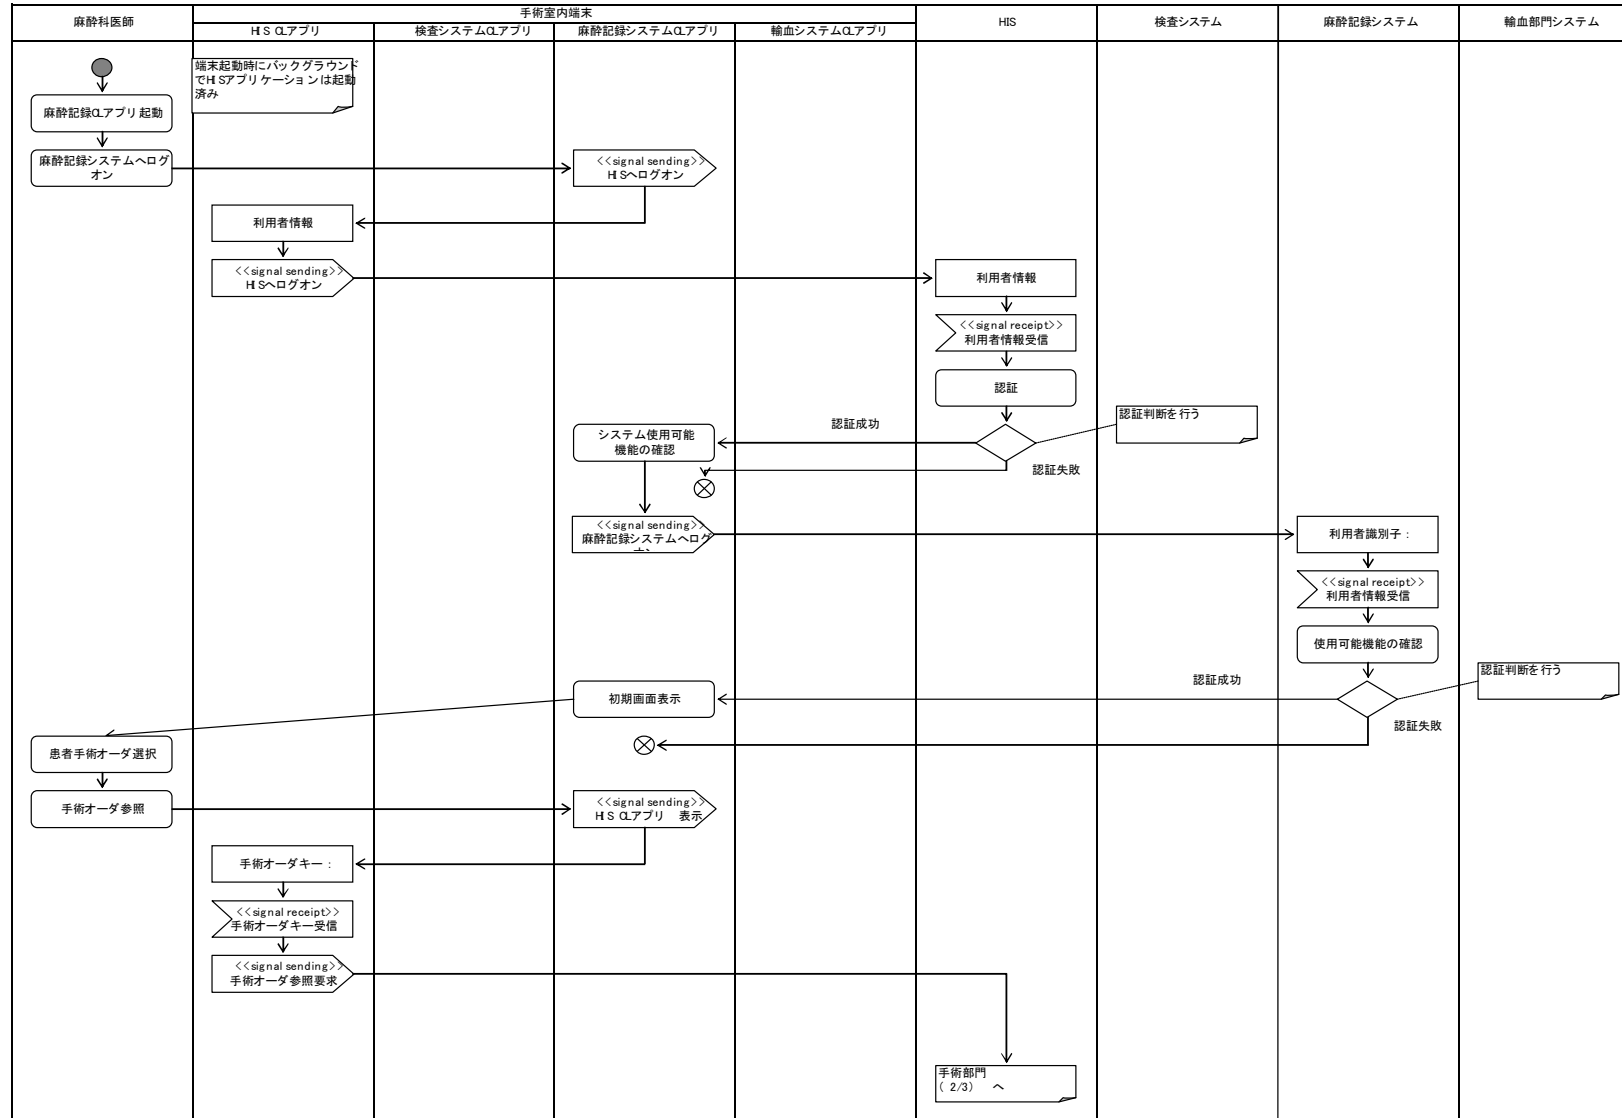 麻酔科医師
手術室内端末
HIS
検査システム
麻酔記録システム
輸血部門システム
HIS CLアプリ
検査システムCLアプリ
麻酔記録システムCLアプリ
輸血システムCLアプリ
端末起動時にバックグラウンド
でHISアプリケーションは起動
済み
麻酔記録CLアプリ起動
麻酔記録システムへログ
オン
<<signal sending>>
HISへログオン
利用者情報
<<signal sending>>
HISへログオン
利用者情報
<<signal receipt>>
利用者情報受信
認証
認証判断を行う
認証成功
システム使用可能
機能の確認
認証失敗
<<signal sending>>
麻酔記録システムへログ
利用者識別子：
<<signal receipt>>
利用者情報受信
使用可能機能の確認
認証判断を行う
認証成功
初期画面表示
認証失敗
患者手術オーダ選択
手術オーダ参照
<<signal sending>>
HIS CLアプリ 表示
手術オーダキー：
<<signal receipt>>
手術オーダキー受信
<<signal sending>>
手術オーダ参照要求
手術部門
（ 2/3） へ